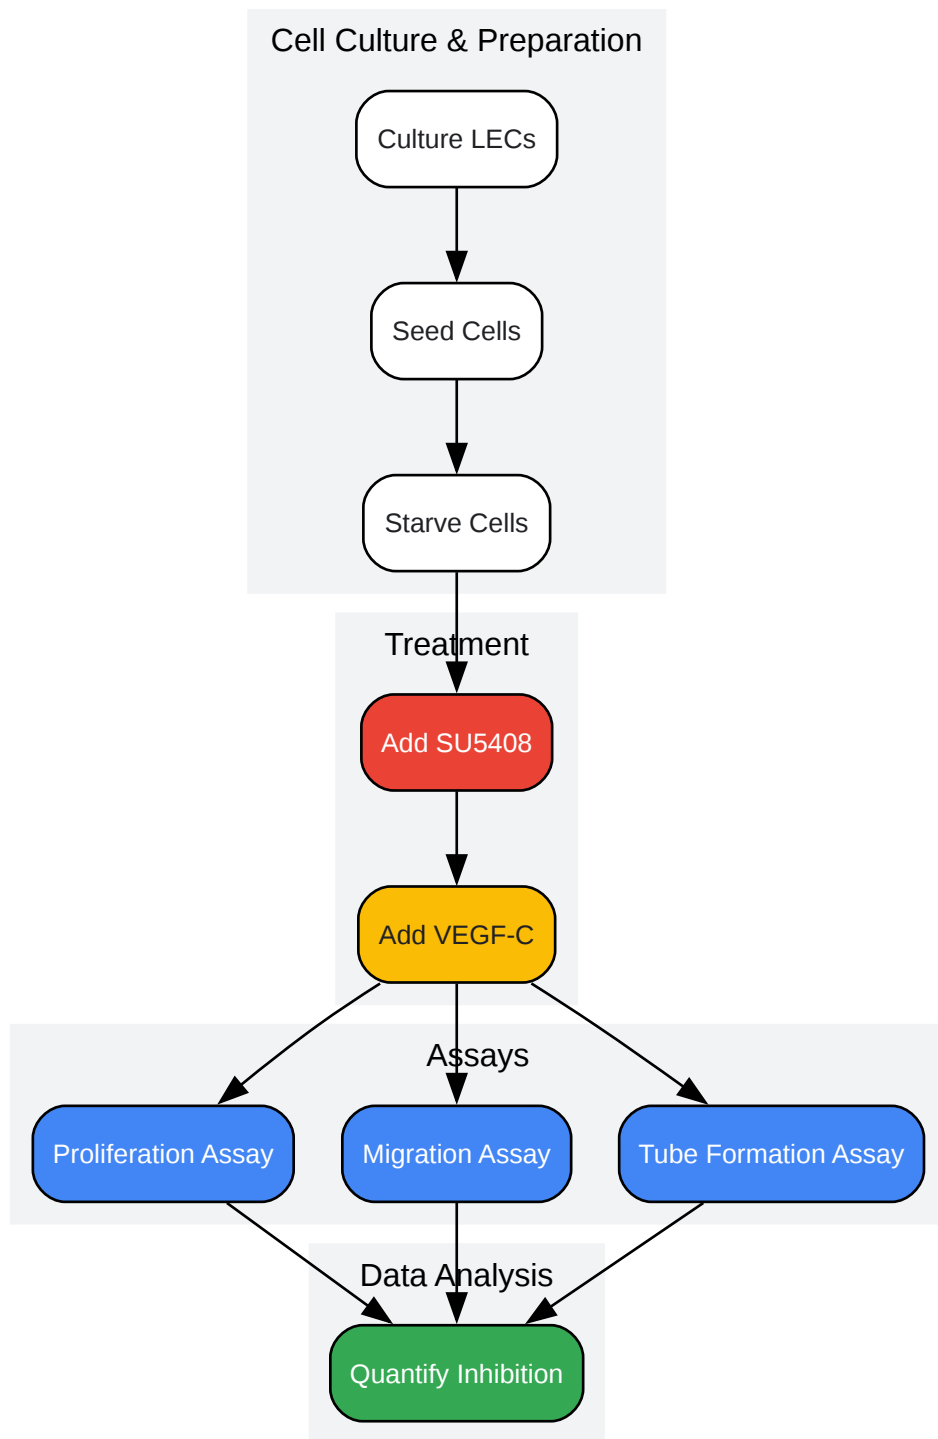 Cell Culture & Preparation
Culture LECs
Seed Cells
Starve Cells
Treatment
Add SU5408
Add VEGF-C
Assays
Proliferation Assay
Migration Assay
Tube Formation Assay
Data Analysis
Quantify Inhibition